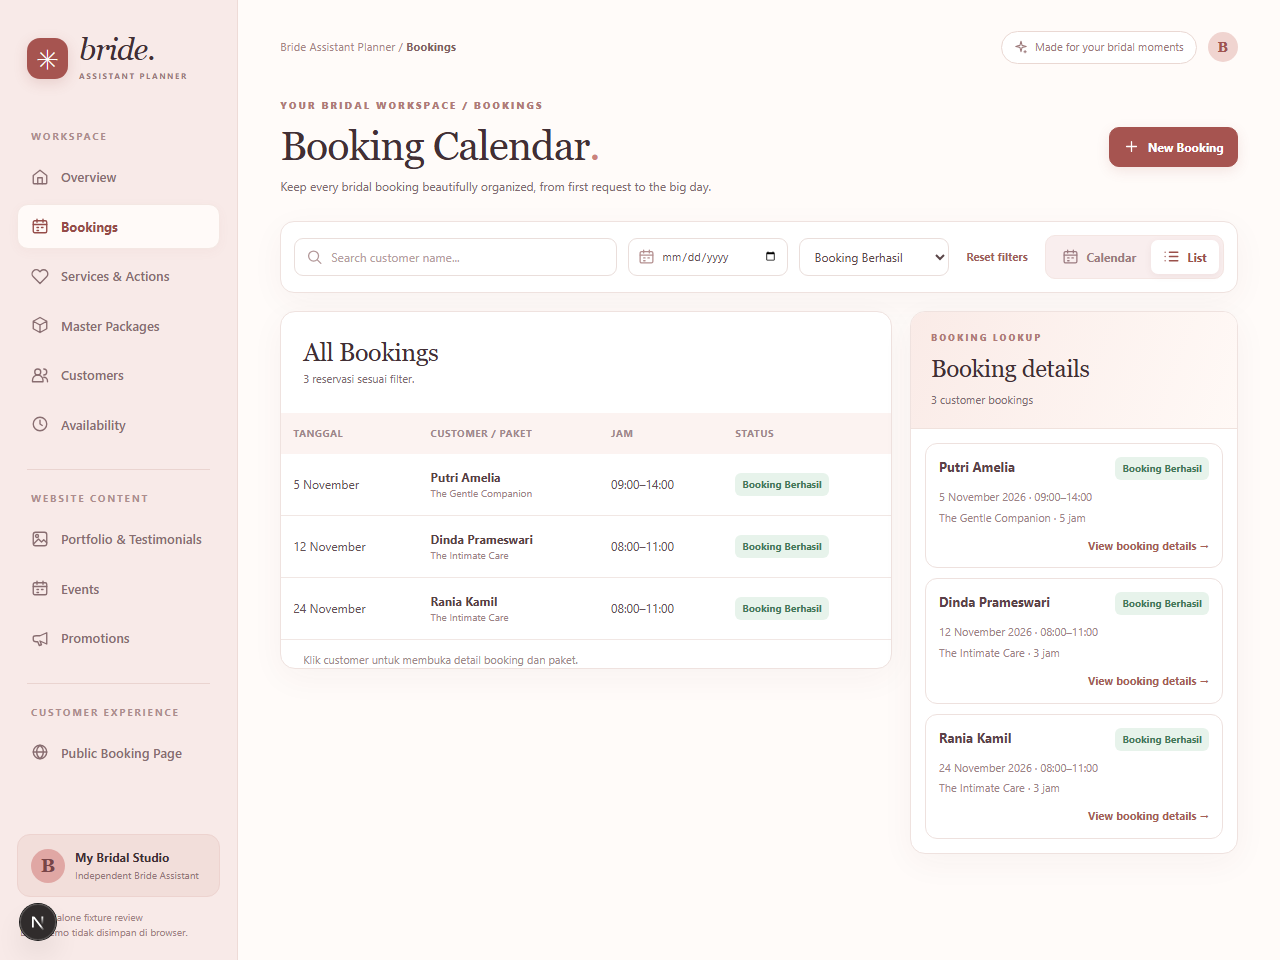 bride.
ASSISTANT PLANNER
WORKSPACE
Overview
Bookings
Services & Actions
Master Packages
Customers
Availability
WEBSITE CONTENT
Portfolio & Testimonials
Events
Promotions
CUSTOMER EXPERIENCE
Public Booking Page
B
My Bridal Studio
Independent Bride Assistant
alone fixture review
emo tidak disimpan di browser.
N
Bride Assistant Planner / Bookings
Made for your bridal moments
B
YOUR BRIDAL WORKSPACE / BOOKINGS
Booking Calendar.
Keep every bridal booking beautifully organized, from first request to the big day.
+ New Booking
Search customer name...
mm/dd/yyyy
Booking Berhasil
Reset filters
Calendar
List
All Bookings
3 reservasi sesuai filter.
TANGGAL CUSTOMER / PAKET JAM STATUS
5 November Putri Amelia 09:00–14:00 Booking Berhasil
The Gentle Companion
12 November Dinda Prameswari 08:00–11:00 Booking Berhasil
The Intimate Care
24 November Rania Kamil 08:00–11:00 Booking Berhasil
The Intimate Care
Klik customer untuk membuka detail booking dan paket.
BOOKING LOOKUP
Booking details
3 customer bookings
Putri Amelia Booking Berhasil
5 November 2026 · 09:00–14:00
The Gentle Companion · 5 jam
View booking details →
Dinda Prameswari Booking Berhasil
12 November 2026 · 08:00–11:00
The Intimate Care · 3 jam
View booking details →
Rania Kamil Booking Berhasil
24 November 2026 · 08:00–11:00
The Intimate Care · 3 jam
View booking details →